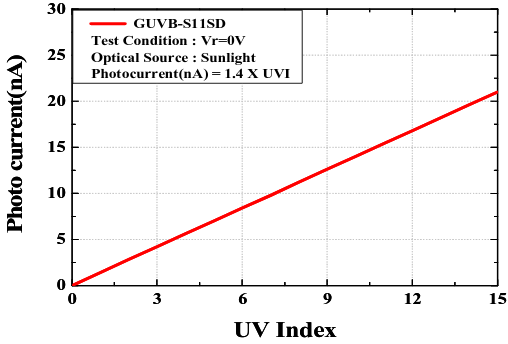 GUVB-S11SD
Test Condition : Vr=0V
Optical Source : Sunlight
Photocurrent(nA) = 1.4 X UVI
Photo current(nA)
30
25
20
15
10
5
0
0 3 6 9 12 15
UV Index